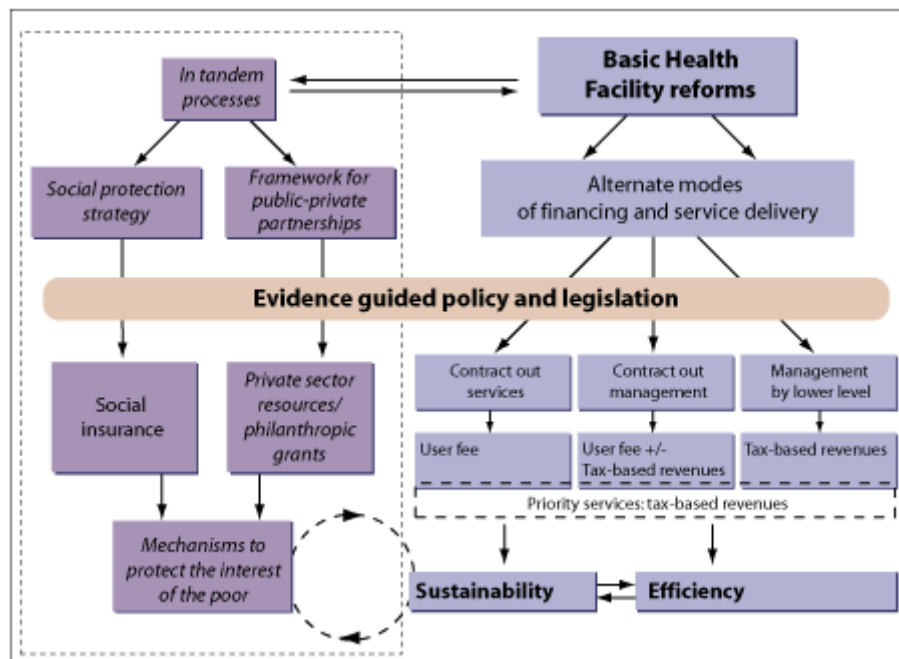 In tandem
processes
Basic Health
Facility reforms
Social protection
strategy
Framework for
public-private
partnerships
Alternate modes
of financing and service delivery
Evidence guided policy and legislation
Social
insurance
Private sector
resources/
philanthropic
grants
Contract out
services
Contract out
management
Management
by lower level
User fee
User fee +/-
Tax-based revenues
Tax-based revenues
Priority services: tax-based revenues
Mechanisms to
protect the interest
of the poor
Sustainability
Efficiency